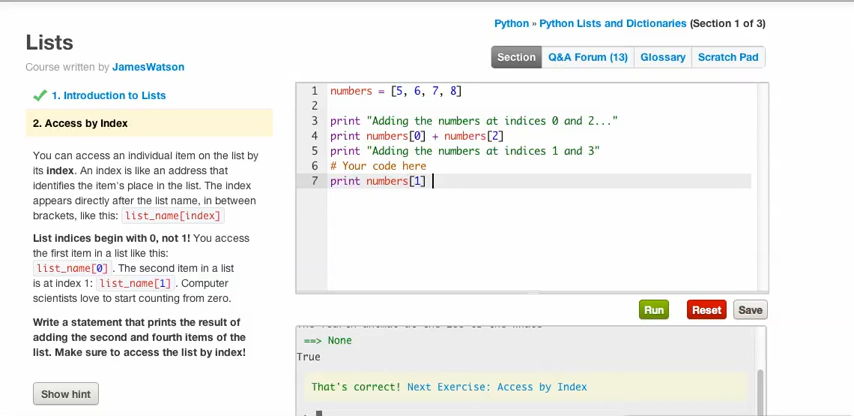 Python » Python Lists and Dictionaries (Section 1 of 3)
Lists
Course written by JamesWatson
Section Q&A Forum (13) Glossary Scratch Pad
1. Introduction to Lists
2. Access by Index
You can access an individual item on the list by
its index. An index is like an address that
identifies the item's place in the list. The index
appears directly after the list name, in between
brackets, like this: list_name[index]
List indices begin with 0, not 1! You access
the first item in a list like this:
list_name[0] . The second item in a list
is at index 1: list_name[1] . Computer
scientists love to start counting from zero.
Write a statement that prints the result of
adding the second and fourth items of the
list. Make sure to access the list by index!
Show hint
1 numbers = [5, 6, 7, 8]
2
3 print "Adding the numbers at indices 0 and 2..."
4 print numbers[0] + numbers[2]
5 print "Adding the numbers at indices 1 and 3"
6 # Your code here
7 print numbers[1]
Run Reset Save
==> None
True
That's correct! Next Exercise: Access by Index